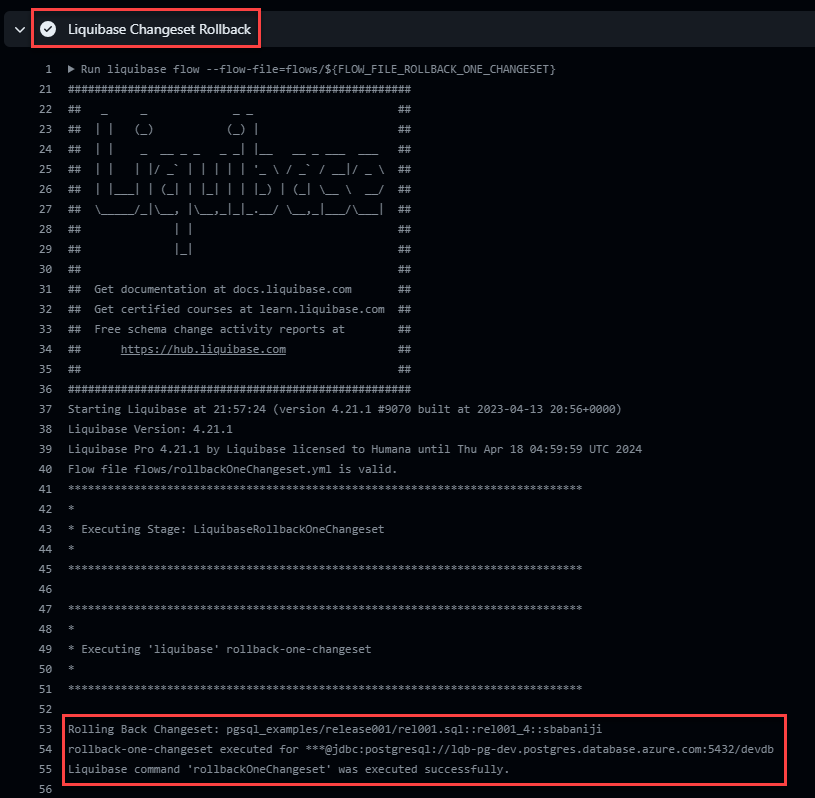 Liquibase Changeset Rollback
1 ▶ Run liquibase flow --flow-file=flows/${FLOW_FILE_ROLLBACK_ONE_CHANGESET}
21 ####################################################
22 ##   _     _             _ _                      ##
23 ##  | |   (_)           (_) |                     ##
24 ##  | |    _  __ _ _   _ _| |__   __ _ ___  ___   ##
25 ##  | |   | |/ _` | | | | | '_ \ / _` / __|/ _ \  ##
26 ##  | |___| | (_| | |_| | | |_) | (_| \__ \  __/  ##
27 ##  \_____/_|\__, |\__,_|_|_.__/ \__,_|___/\___|  ##
28 ##              | |                               ##
29 ##              |_|                               ##
30 ##                                                ##
31 ##  Get documentation at docs.liquibase.com       ##
32 ##  Get certified courses at learn.liquibase.com  ##
33 ##  Free schema change activity reports at        ##
34 ##      https://hub.liquibase.com                 ##
35 ##                                                ##
36 ####################################################
37 Starting Liquibase at 21:57:24 (version 4.21.1 #9070 built at 2023-04-13 20:56+0000)
38 Liquibase Version: 4.21.1
39 Liquibase Pro 4.21.1 by Liquibase licensed to Humana until Thu Apr 18 04:59:59 UTC 2024
40 Flow file flows/rollbackOneChangeset.yml is valid.
41 ******************************************************************************
42 *
43 * Executing Stage: LiquibaseRollbackOneChangeset
44 *
45 ******************************************************************************
46
47 ******************************************************************************
48 *
49 * Executing 'liquibase' rollback-one-changeset
50 *
51 ******************************************************************************
52
53 Rolling Back Changeset: pgsql_examples/release001/rel001.sql::rel001_4::sbabaniji
54 rollback-one-changeset executed for ***@jdbc:postgresql://lqb-pg-dev.postgres.database.azure.com:5432/devdb
55 Liquibase command 'rollbackOneChangeset' was executed successfully.
56